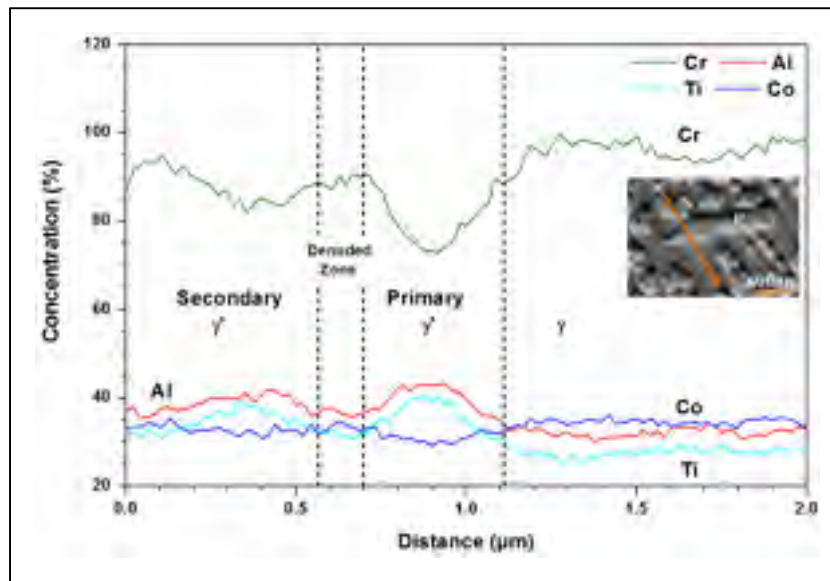 120
Cr Al
Ti Co
100
Cr
Concentration (%)
80
Denuded
Zone
60
Secondary Primary
γ' γ' γ
Al
40
Co
Ti
20
0.0 0.5 1.0 1.5 2.0
Distance (µm)